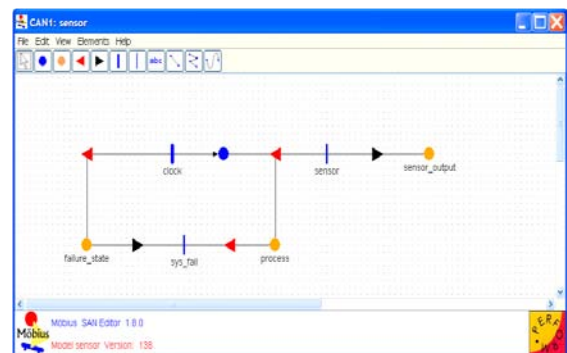 CAN1: sensor
File Edit View Elements Help
abc
clock
sensor
sensor_output
failure_state
sys_fail
process
Möbius
Möbius SAN Editor 1.8.0
Model sensor Version: 138
PERFORM